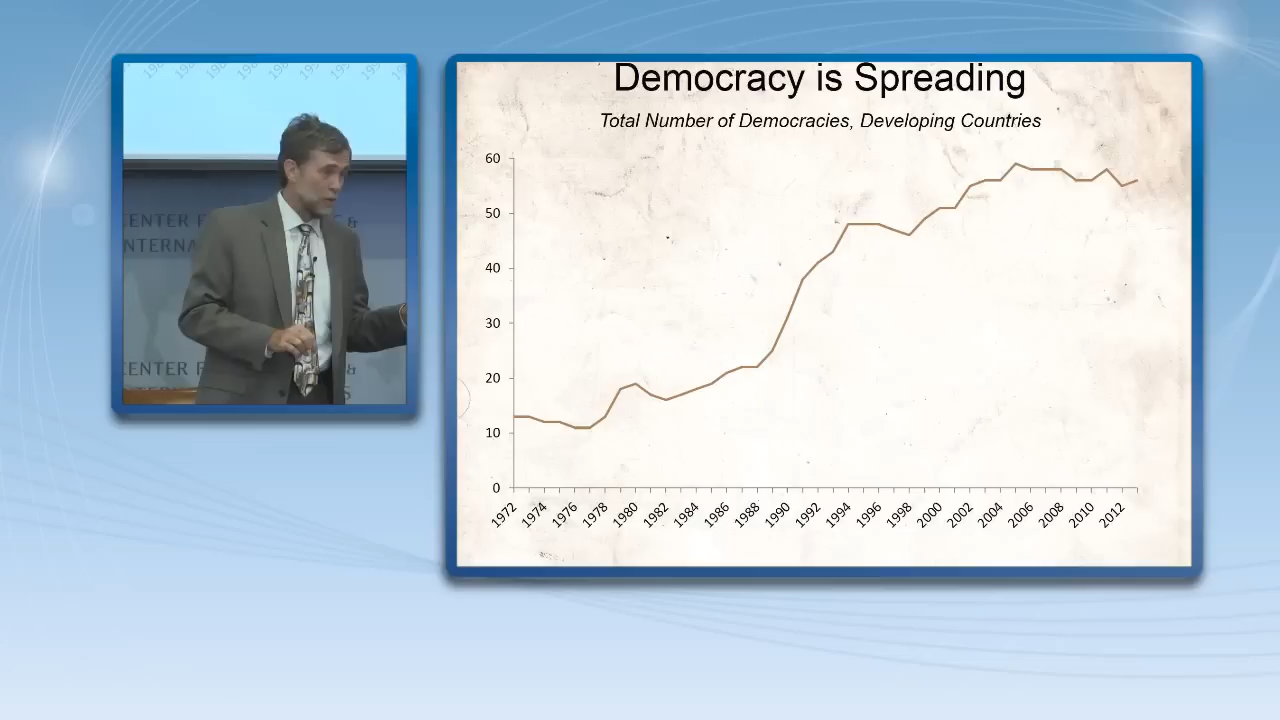 CENTER F
S &
INTERNA
CENTER F
&
S
Democracy is Spreading
Total Number of Democracies, Developing Countries
60
50
40
30
20
10
0
1972 1974 1976 1978 1980 1982 1984 1986 1988 1990 1992 1994 1996 1998 2000 2002 2004 2006 2008 2010 2012